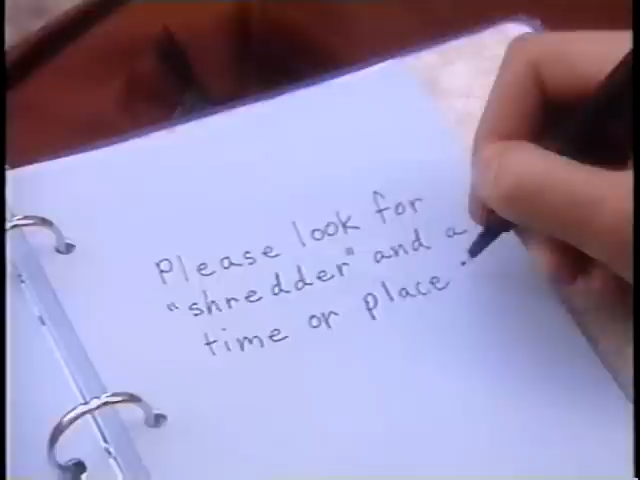 Please look for
"shredder" and a
time or place.